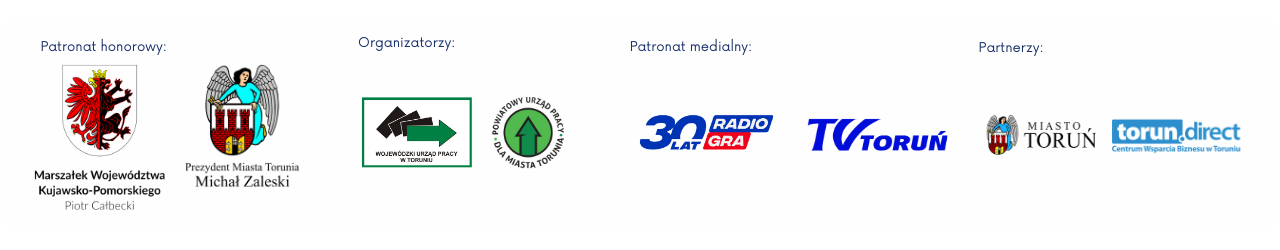 Patronat honorowy:
Organizatorzy:
Patronat medialny:
Partnerzy:
Marszałek Województwa
Kujawsko-Pomorskiego
Piotr Całbecki
Prezydent Miasta Torunia
Michał Zaleski
WOJEWÓDZKI URZĄD PRACY
W TORUNIU
POWIATOWY URZĄD PRACY
DLA MIASTA TORUNIA
30 LAT
RADIO
GRA
TV TORUŃ
MIASTO
TORUŃ
torun.direct
Centrum Wsparcia Biznesu w Toruniu